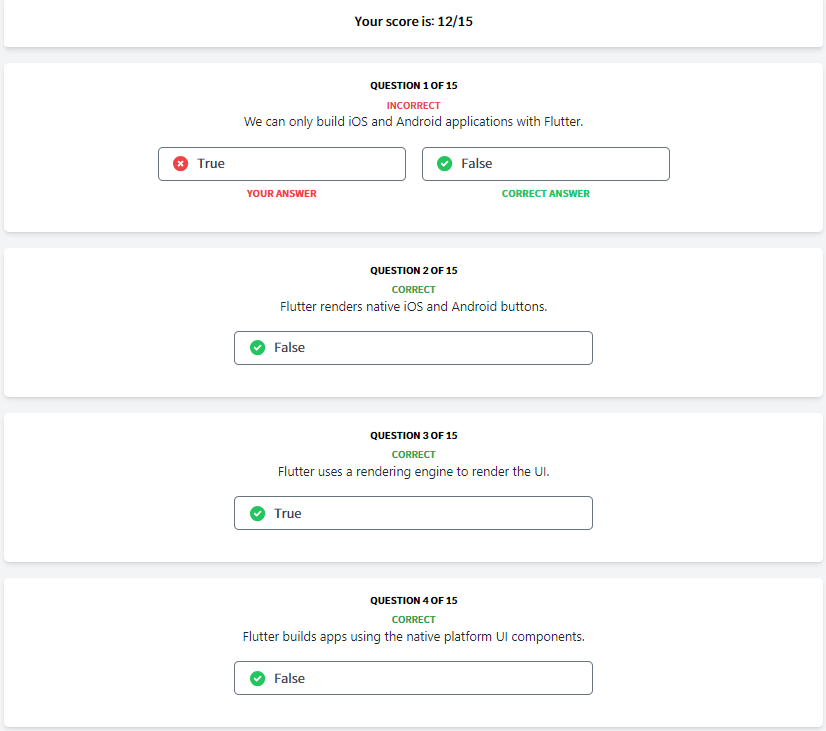 Your score is: 12/15
QUESTION 1 OF 15
INCORRECT
We can only build iOS and Android applications with Flutter.
True
False
YOUR ANSWER
CORRECT ANSWER
QUESTION 2 OF 15
CORRECT
Flutter renders native iOS and Android buttons.
False
QUESTION 3 OF 15
CORRECT
Flutter uses a rendering engine to render the UI.
True
QUESTION 4 OF 15
CORRECT
Flutter builds apps using the native platform UI components.
False